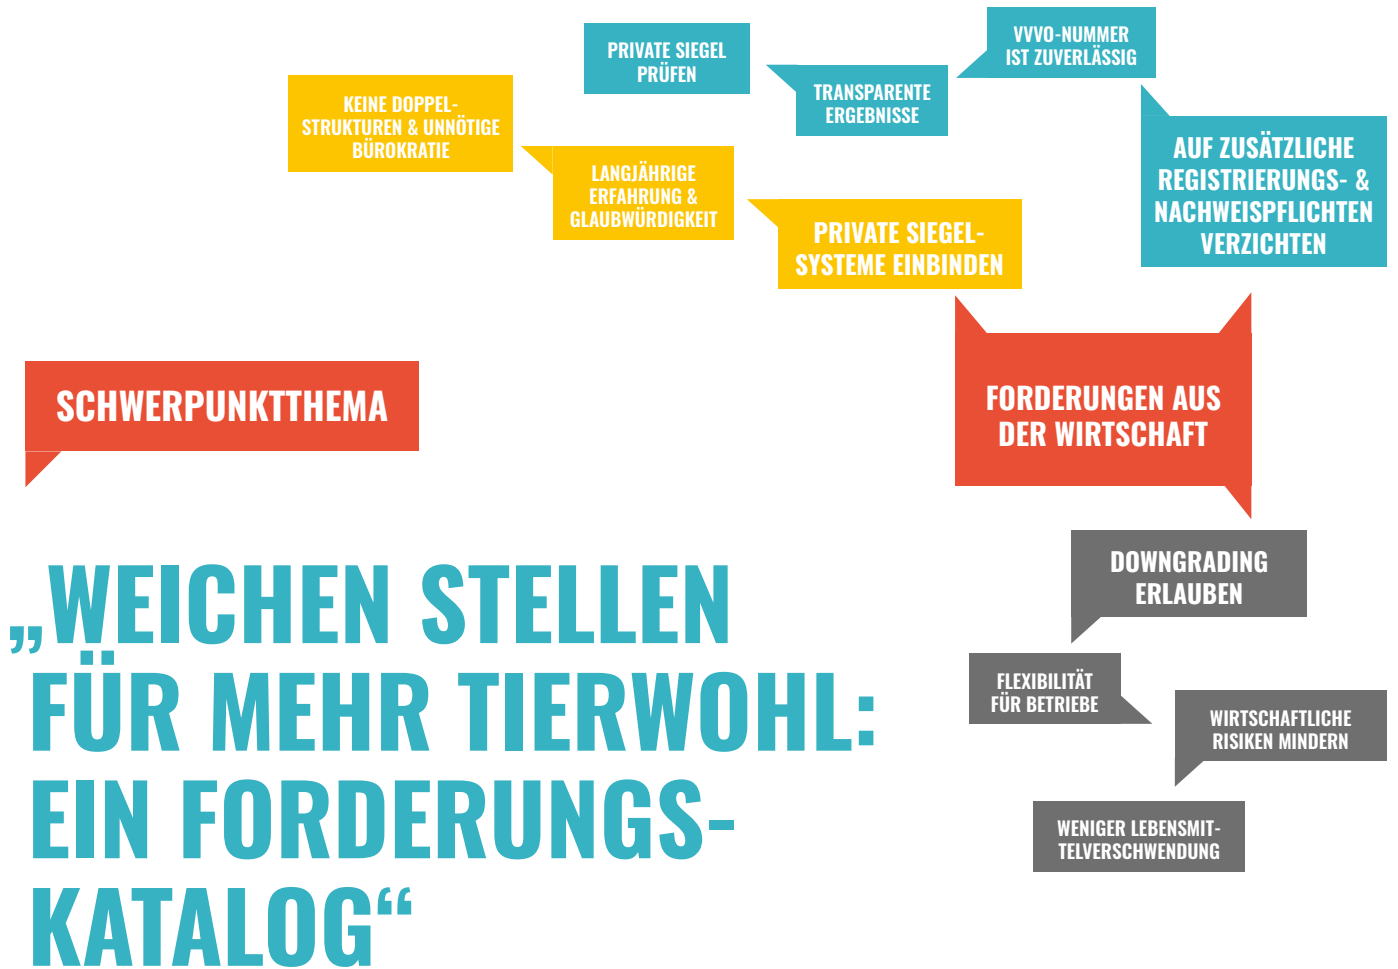 PRIVATE SIEGEL
PRÜFEN
VVVO-NUMMER
IST ZUVERLÄSSIG
TRANSPARENTE
ERGEBNISSE
KEINE DOPPEL-
STRUKTUREN & UNNÖTIGE
BÜROKRATIE
LANGJÄHRIGE
ERFAHRUNG &
GLAUBWÜRDIGKEIT
AUF ZUSÄTZLICHE
REGISTRIERUNGS- &
NACHWEISPFLICHTEN
VERZICHTEN
PRIVATE SIEGEL-
SYSTEME EINBINDEN
SCHWERPUNKTTHEMA
FORDERUNGEN AUS
DER WIRTSCHAFT
DOWNGRADING
ERLAUBEN
FLEXIBILITÄT
FÜR BETRIEBE
WIRTSCHAFTLICHE
RISIKEN MINDERN
WENIGER LEBENSMIT-
TELVERSCHWENDUNG
„WEICHEN STELLEN
FÜR MEHR TIERWOHL:
EIN FORDERUNGS-
KATALOG“